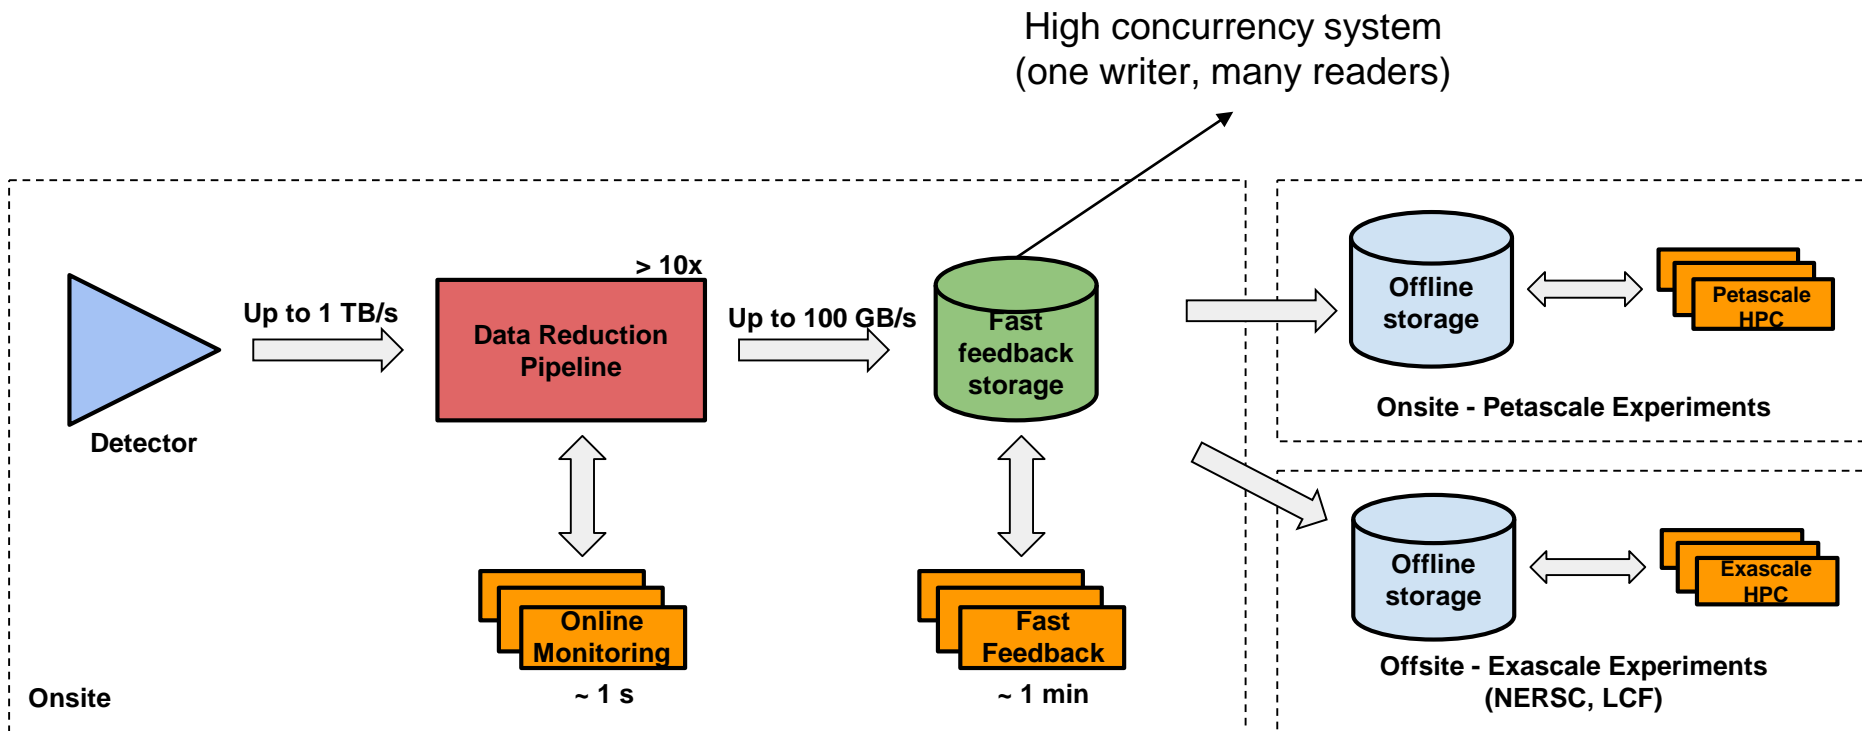 High concurrency system
(one writer, many readers)
> 10x
Up to 1 TB/s
Data Reduction
Pipeline
Up to 100 GB/s
Fast
feedback
storage
Detector
Online
Monitoring
~ 1 s
Fast
Feedback
~ 1 min
Onsite
Offline
storage
Petascale
HPC
Onsite - Petascale Experiments
Offline
storage
Exascale
HPC
Offsite - Exascale Experiments
(NERSC, LCF)